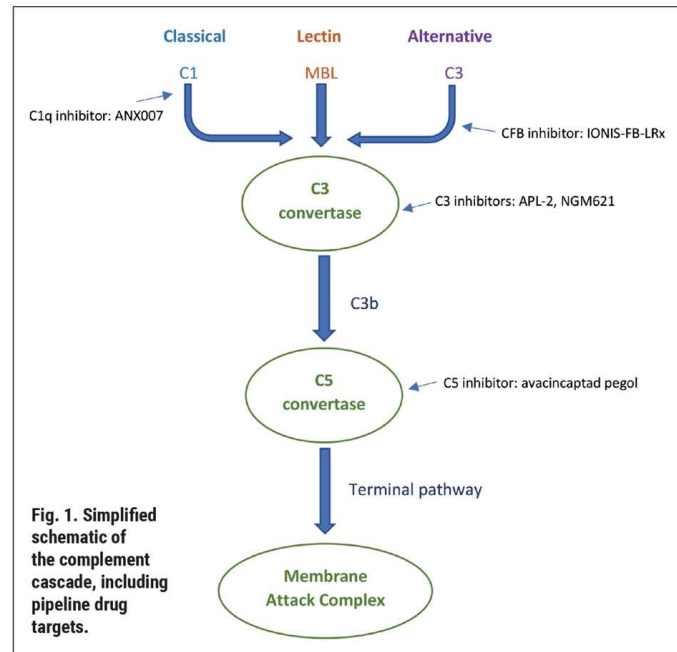 Classical Lectin Alternative
C1 MBL C3
C1q inhibitor: ANX007
CFB inhibitor: IONIS-FB-LRx
C3
convertase
C3 inhibitors: APL-2, NGM621
C3b
C5
convertase
C5 inhibitor: avacincaptad pegol
Terminal pathway
Membrane
Attack Complex
Fig. 1. Simplified
schematic of
the complement
cascade, including
pipeline drug
targets.